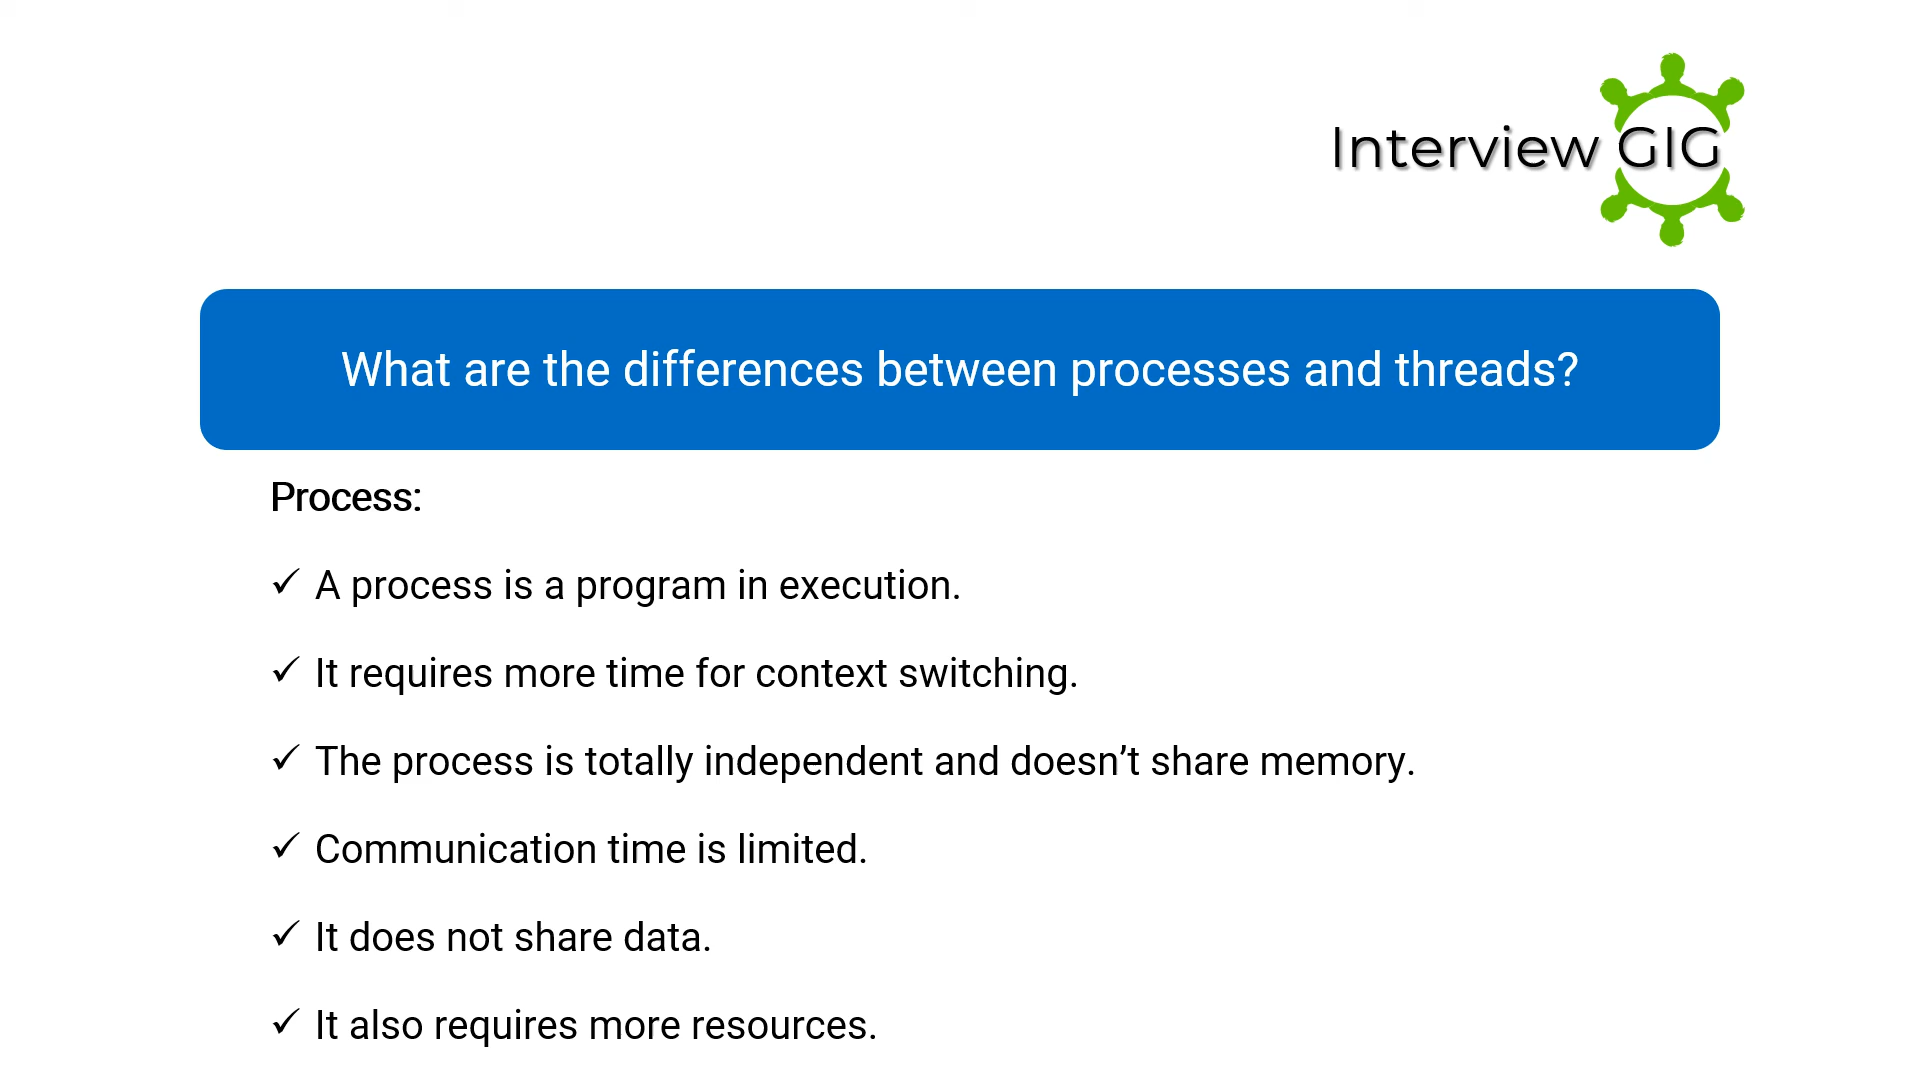 Interview GIG
What are the differences between processes and threads?
Process:
✓ A process is a program in execution.
✓ It requires more time for context switching.
✓ The process is totally independent and doesn’t share memory.
✓ Communication time is limited.
✓ It does not share data.
✓ It also requires more resources.